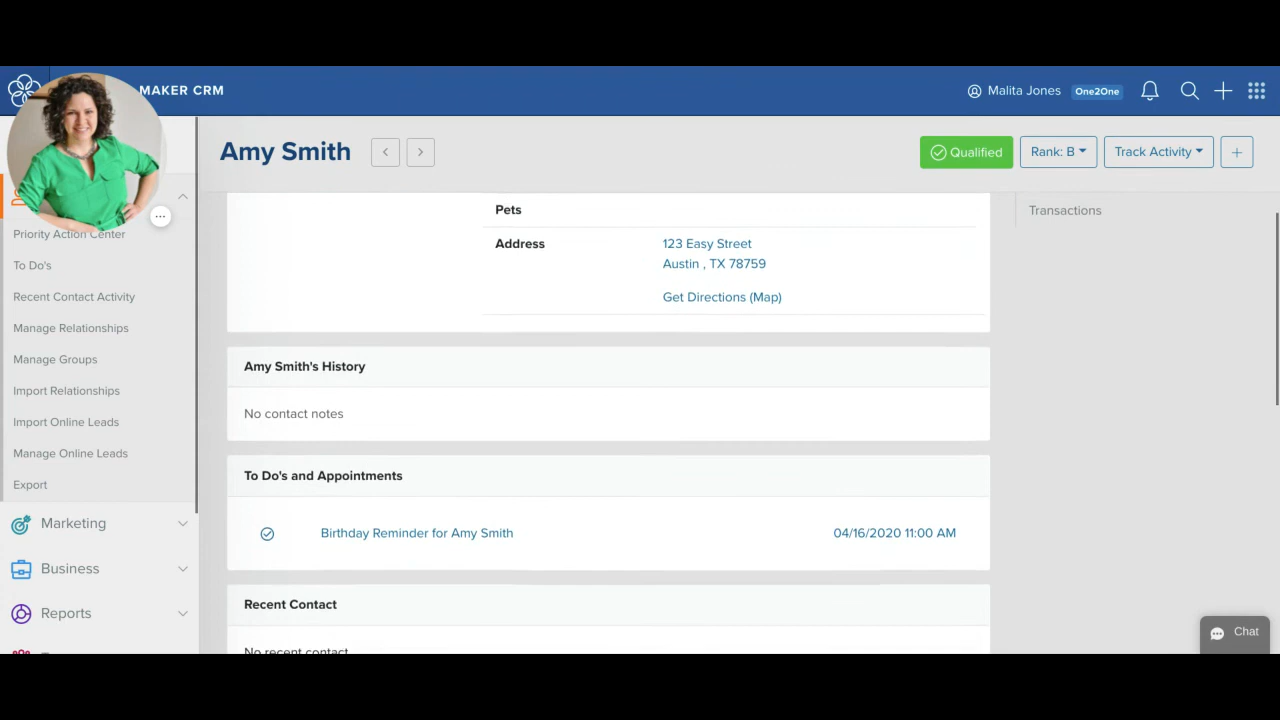 MAKER CRM
Malita Jones One2One
Amy Smith
Qualified
Rank: B
Track Activity
Priority Action Center
To Do's
Recent Contact Activity
Manage Relationships
Manage Groups
Import Relationships
Import Online Leads
Manage Online Leads
Export
Marketing
Business
Reports
Pets
Address
123 Easy Street
Austin , TX 78759
Get Directions (Map)
Amy Smith's History
No contact notes
To Do's and Appointments
Birthday Reminder for Amy Smith 04/16/2020 11:00 AM
Recent Contact
No recent contact
Transactions
Chat